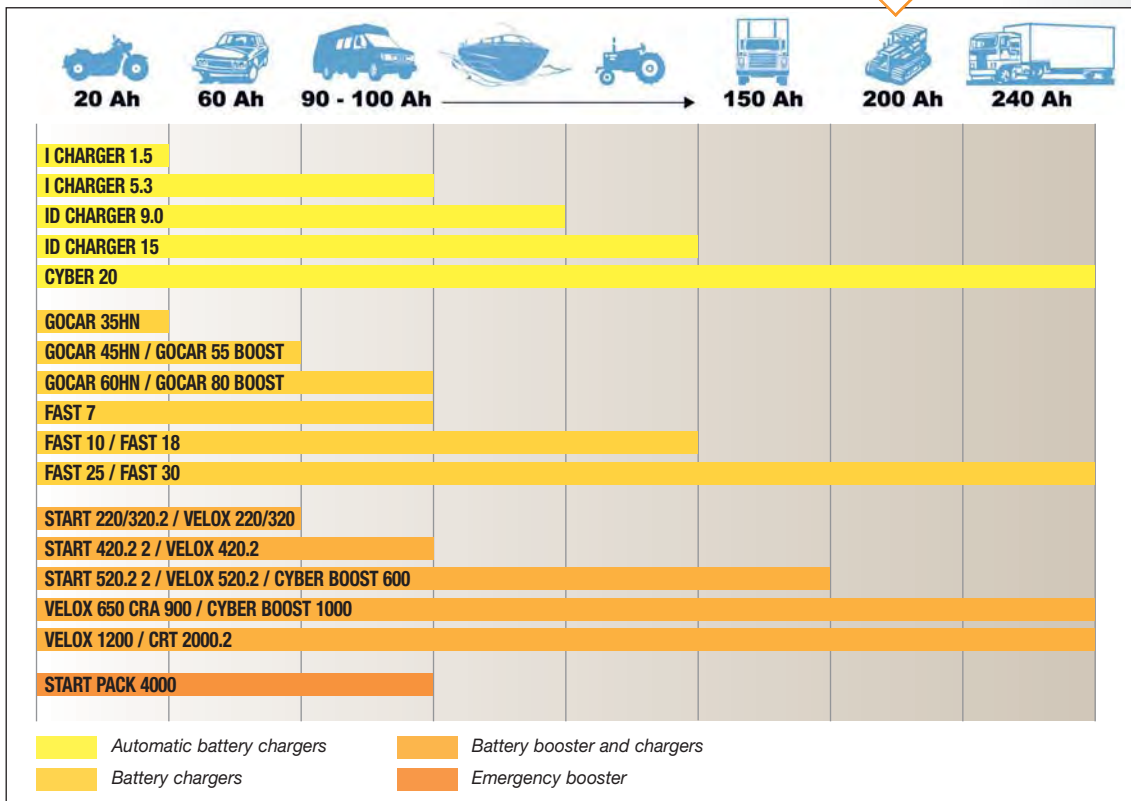 20 Ah 60 Ah 90 - 100 Ah 150 Ah 200 Ah 240 Ah
I CHARGER 1.5
I CHARGER 5.3
ID CHARGER 9.0
ID CHARGER 15
CYBER 20
GOCAR 35HN
GOCAR 45HN / GOCAR 55 BOOST
GOCAR 60HN / GOCAR 80 BOOST
FAST 7
FAST 10 / FAST 18
FAST 25 / FAST 30
START 220/320.2 / VELOX 220/320
START 420.2 2 / VELOX 420.2
START 520.2 2 / VELOX 520.2 / CYBER BOOST 600
VELOX 650 CRA 900 / CYBER BOOST 1000
VELOX 1200 / CRT 2000.2
START PACK 4000
Automatic battery chargers
Battery chargers
Battery booster and chargers
Emergency booster